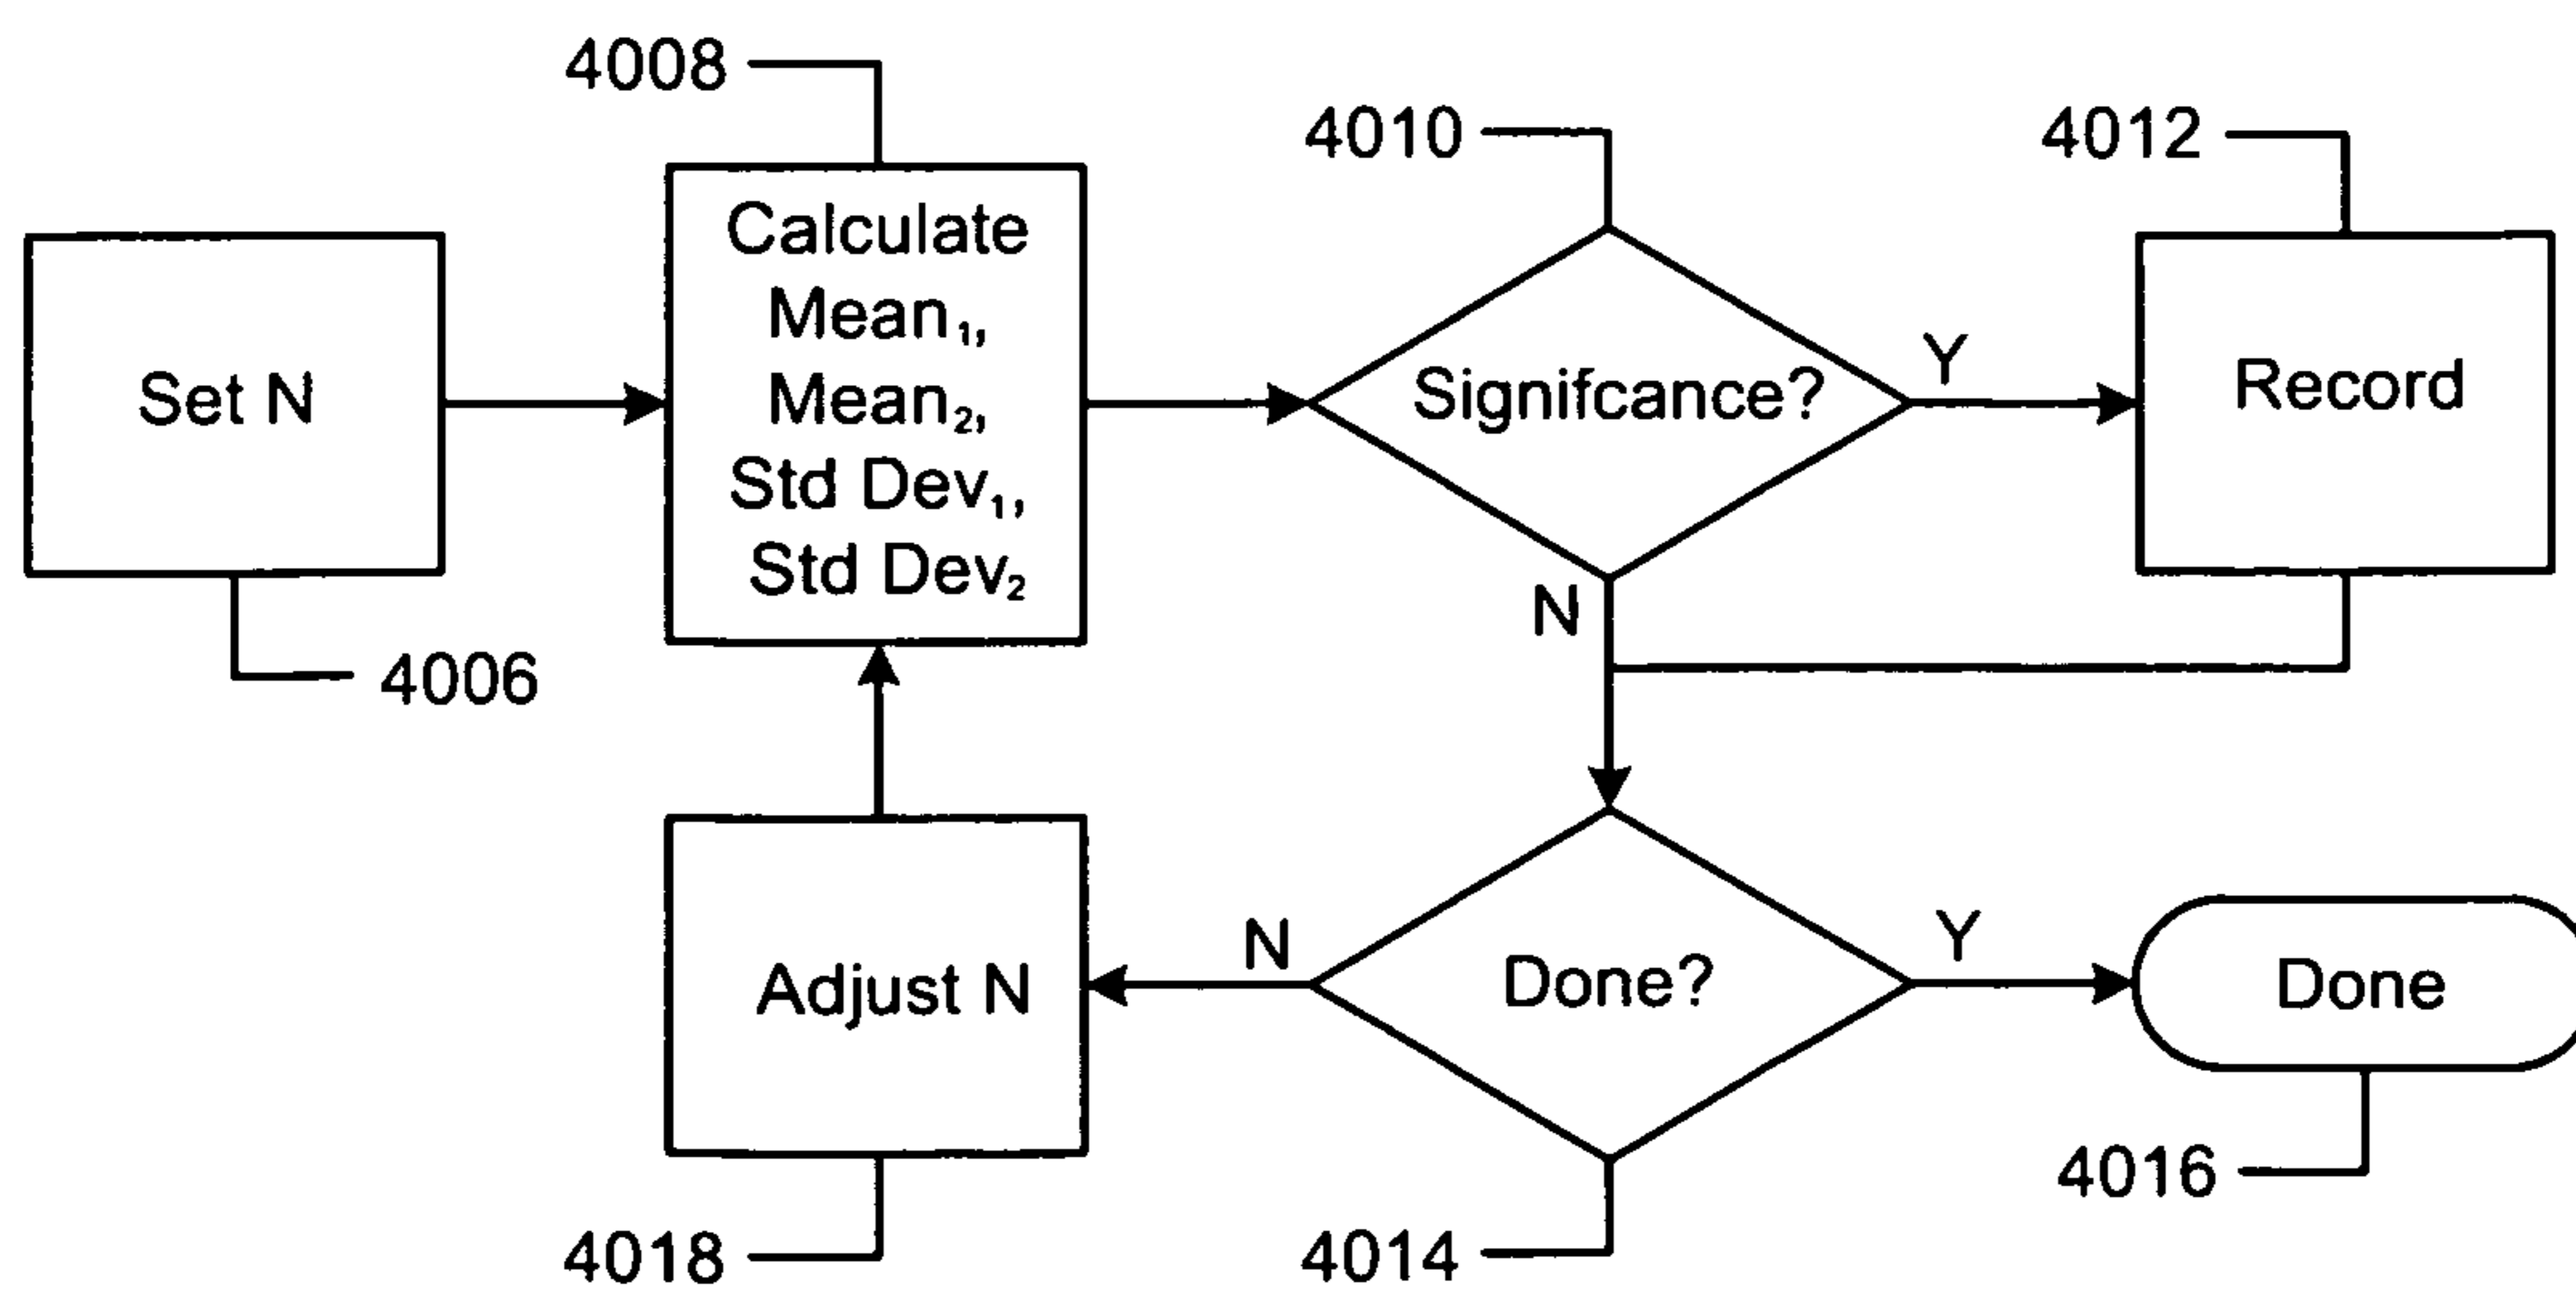 4008
4010
4012
Calculate
Mean₁,
Mean₂,
Std Dev₁,
Std Dev₂
Set N
Signifcance?
Y
Record
N
4006
Adjust N
N
Done?
Y
Done
4016
4018
4014